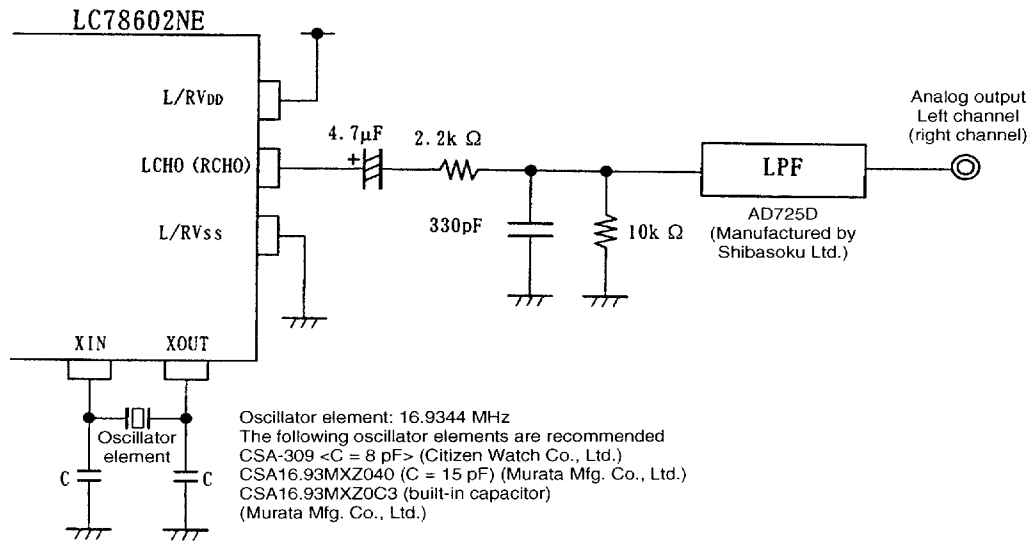 LC78602NE
L/RVDD
4.7μF
+
2.2k Ω
Analog output
Left channel
(right channel)
LCHO (RCHO)
LPF
AD725D
(Manufactured by
Shibasoku Ltd.)
L/RVSS
330pF
10k Ω
XIN
XOUT
Oscillator
element
C
C
Oscillator element: 16.9344 MHz
The following oscillator elements are recommended
CSA-309 <C = 8 pF> (Citizen Watch Co., Ltd.)
CSA16.93MXZ040 (C = 15 pF) (Murata Mfg. Co., Ltd.)
CSA16.93MXZ0C3 (built-in capacitor)
(Murata Mfg. Co., Ltd.)